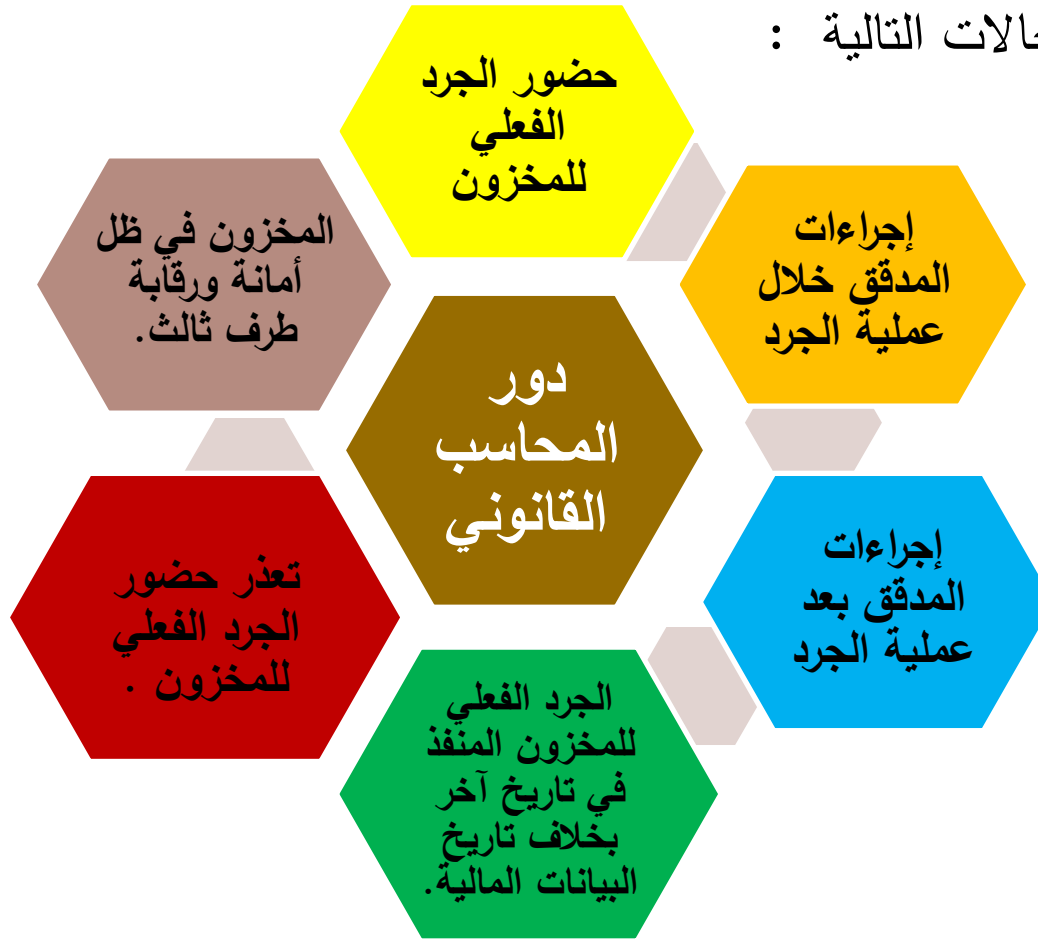 الات التالية :
حضور الجرد
الفعلي
للمخزون
إجراءات
المدقق خلال
عملية الجرد
إجراءات
المدقق بعد
عملية الجرد
الجرد الفعلي
للمخزون المنفذ
في تاريخ آخر
بخلاف تاريخ
البيانات المالية.
تعذر حضور
الجرد الفعلي
للمخزون .
المخزون في ظل
أمانة ورقابة
طرف ثالث.
دور
المحاسب
القانوني